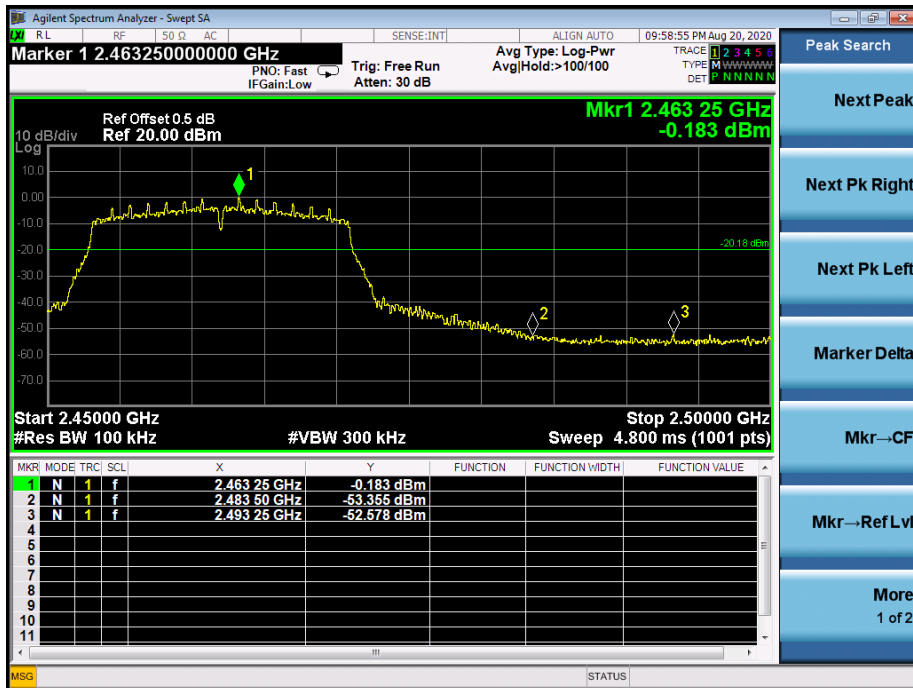 Agilent Spectrum Analyzer - Swept SA
LXI RL RF 50 Ω AC SENSE:INT ALIGN AUTO 09:58:55 PM Aug 20, 2020
Marker 1 2.463250000000 GHz
PNO: Fast
IFGain:Low
Trig: Free Run
Atten: 30 dB
Avg Type: Log-Pwr
Avg|Hold:>100/100
TRACE 1 2 3 4 5 6
TYPE M WWWWW
DET P N N N N N
Mkr1 2.463 25 GHz
-0.183 dBm
Ref Offset 0.5 dB
10 dB/div Ref 20.00 dBm
Log
10.0
0.00
-10.0
-20.0
-30.0
-40.0
-50.0
-60.0
-70.0
1
-20.18 dBm
2
3
Start 2.45000 GHz Stop 2.50000 GHz
#Res BW 100 kHz #VBW 300 kHz Sweep 4.800 ms (1001 pts)
MKR MODE TRC SCL X Y FUNCTION FUNCTION WIDTH FUNCTION VALUE
1 N 1 f 2.463 25 GHz -0.183 dBm
2 N 1 f 2.483 50 GHz -53.355 dBm
3 N 1 f 2.493 25 GHz -52.578 dBm
4
5
6
7
8
9
10
11
MSG STATUS
Peak Search
Next Peak
Next Pk Right
Next Pk Left
Marker Delta
Mkr→CF
Mkr→Ref Lvl
More
1 of 2